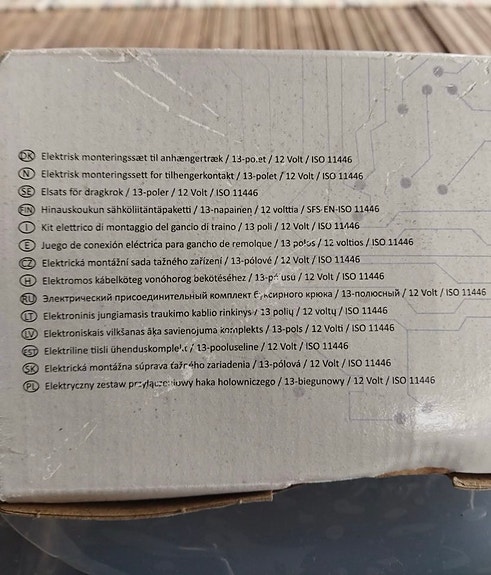 DK Elektrisk monteringssæt til anhængertræk / 13-po.et / 12 Volt / ISO 11446
N Elektrisk monteringssett for tilhengerkontakt / 13-polet / 12 Volt / ISO 11446
SE Elsats för dragkrok / 13-poler / 12 Volt / ISO 11446
FIN Hinauskoukun sähköliitäntäpaketti / 13-napainen / 12 volttia / SFS-EN-ISO 11446
I Kit elettrico di montaggio del gancio di traino / 13 poli / 12 Volt / ISO 11446
E Juego de conexión eléctrica para gancho de remolque / 13 polos / 12 voltios / ISO 11446
CZ Elektrická montážní sada tažného zařízení / 13-pólové / 12 Volt / ISO 11446
H Elektromos kábelköteg vonóhorog bekötéséhez / 12 Volt / ISO 11446
RU Электрический присоединительный комплект буксирного крюка / 13-полюсный / 12 Volt / ISO 11446
LT Elektroninis jungiamasis traukimo kablio rinkinys / 13 polių / 12 voltų / ISO 11446
LV Elektroniskais vilkšanas āķa savienojuma komplekts / 13-pols / 12 Volti / ISO 11446
EST Elektriline tiisli ühenduskomplekt / 13-pooluseline / 12 Volt / ISO 11446
SK Elektrická montážna súprava ťažného zariadenia / 13-pólová / 12 Volt / ISO 11446
PL Elektryczny zestaw przyłączeniowy haka holowniczego / 13-biegunowy / 12 Volt / ISO 11446